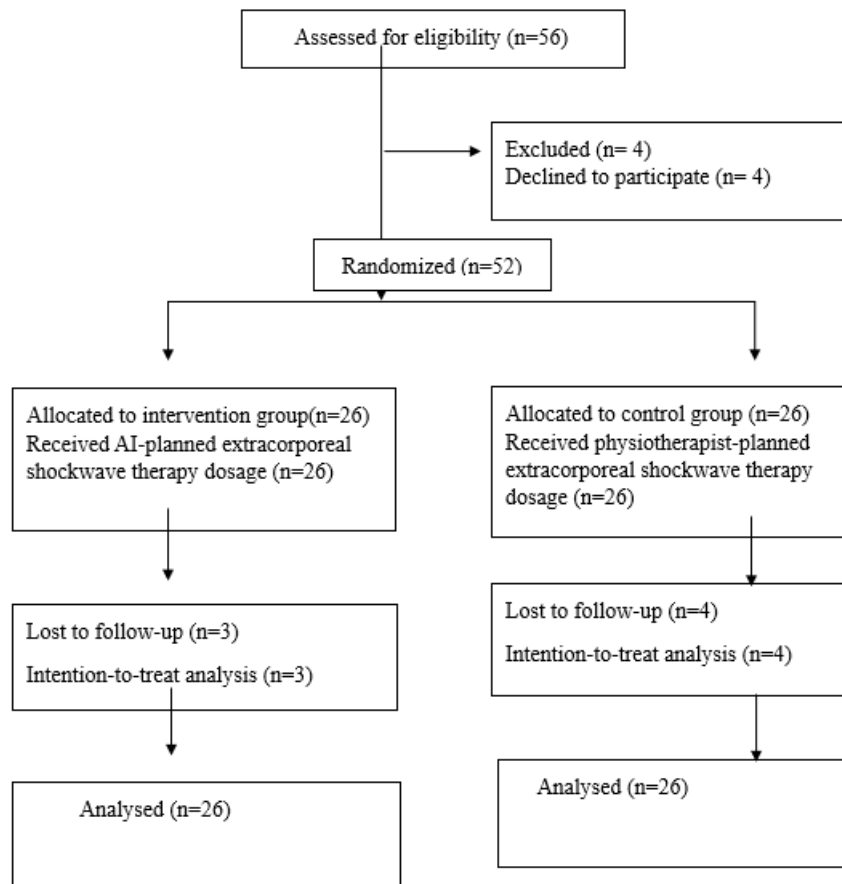 Assessed for eligibility (n=56)
Excluded (n= 4)
Declined to participate (n= 4)
Randomized (n=52)
Allocated to intervention group(n=26)
Received AI-planned extracorporeal
shockwave therapy dosage (n=26)
Allocated to control group (n=26)
Received physiotherapist-planned
extracorporeal shockwave therapy
dosage (n=26)
Lost to follow-up (n=3)
Intention-to-treat analysis (n=3)
Lost to follow-up (n=4)
Intention-to-treat analysis (n=4)
Analysed (n=26)
Analysed (n=26)